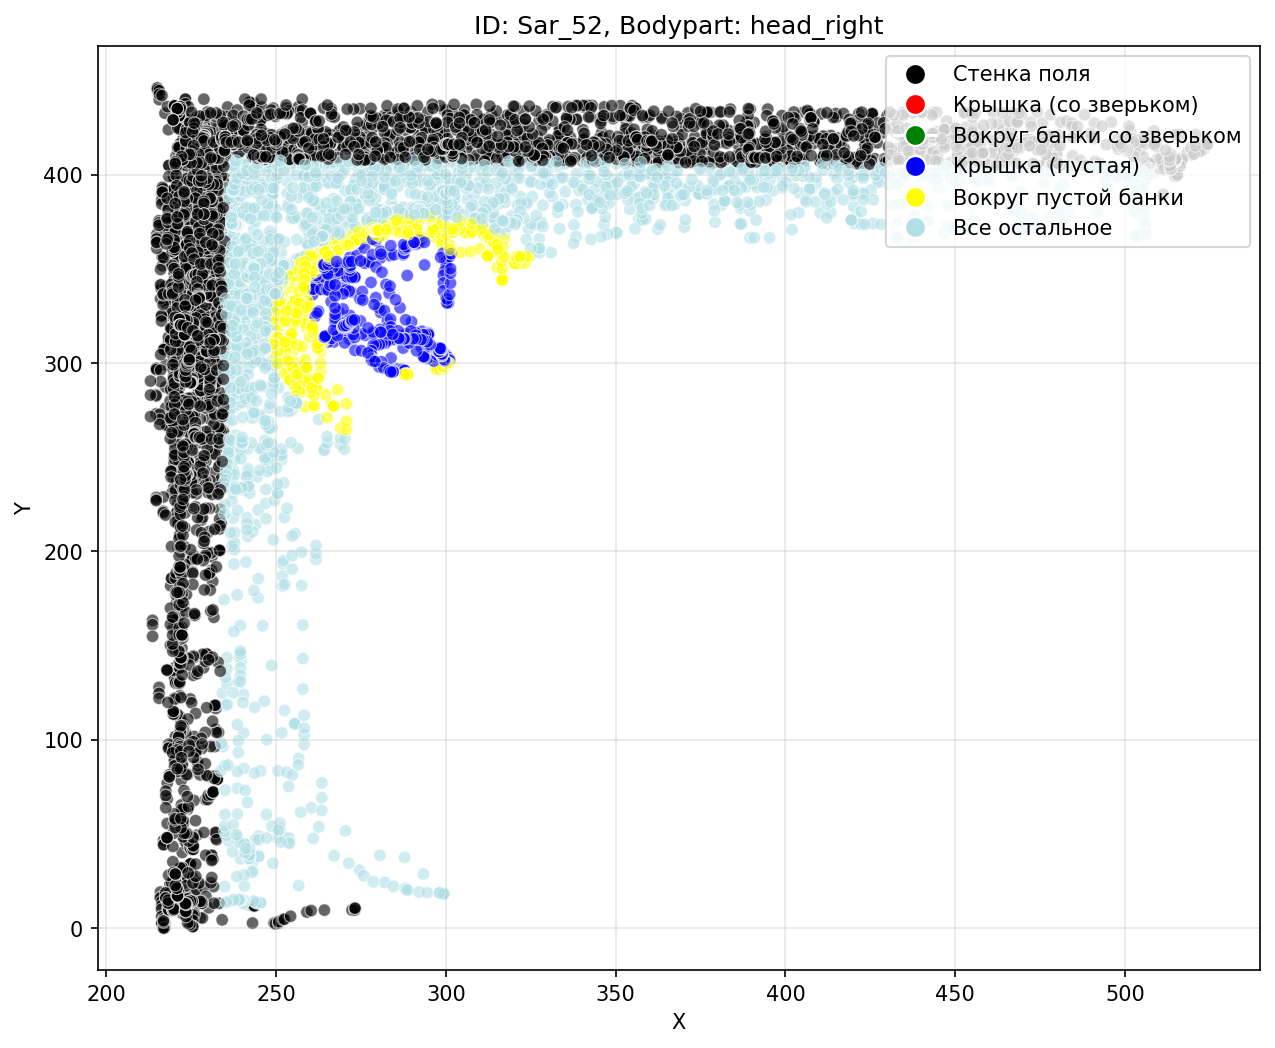 ID: Sar_52, Bodypart: head_right
Стенка поля
Крышка (со зверьком)
Вокруг банки со зверьком
Крышка (пустая)
Вокруг пустой банки
Все остальное
400
300
200
100
0
Y
200
250
300
350
400
450
500
X